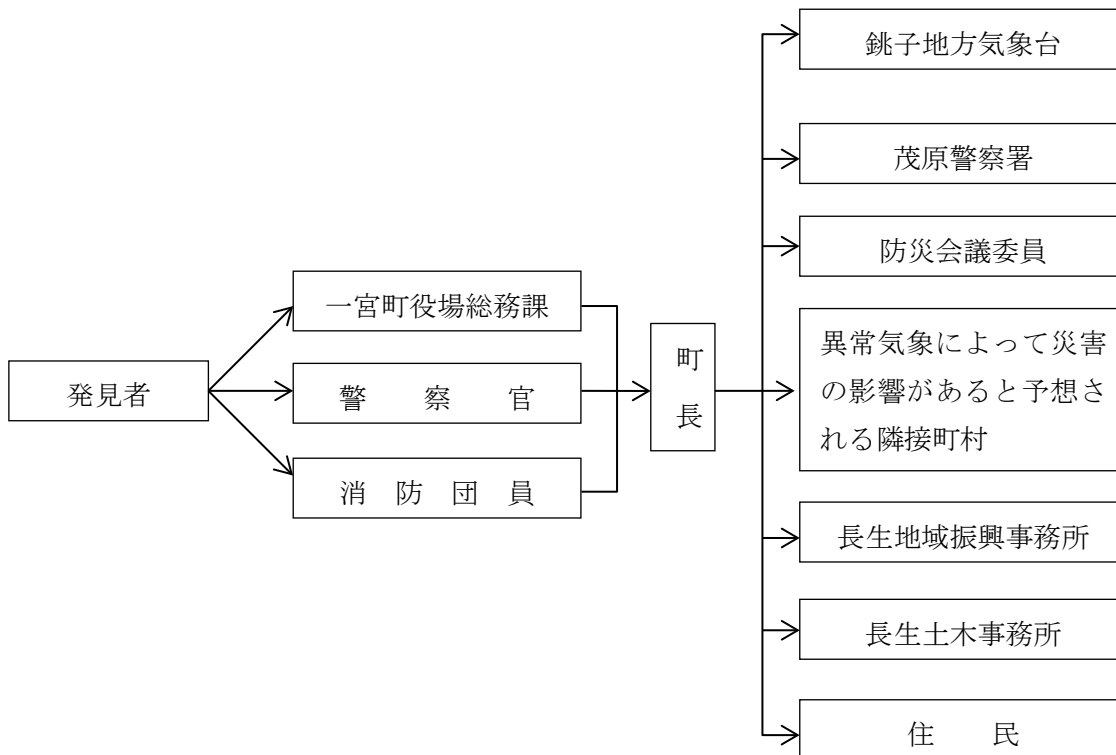 発見者
一宮町役場総務課
警察官
消防団員
町
長
銚子地方気象台
茂原警察署
防災会議委員
異常気象によって災害
の影響があると予想さ
れる隣接町村
長生地域振興事務所
長生土木事務所
住民